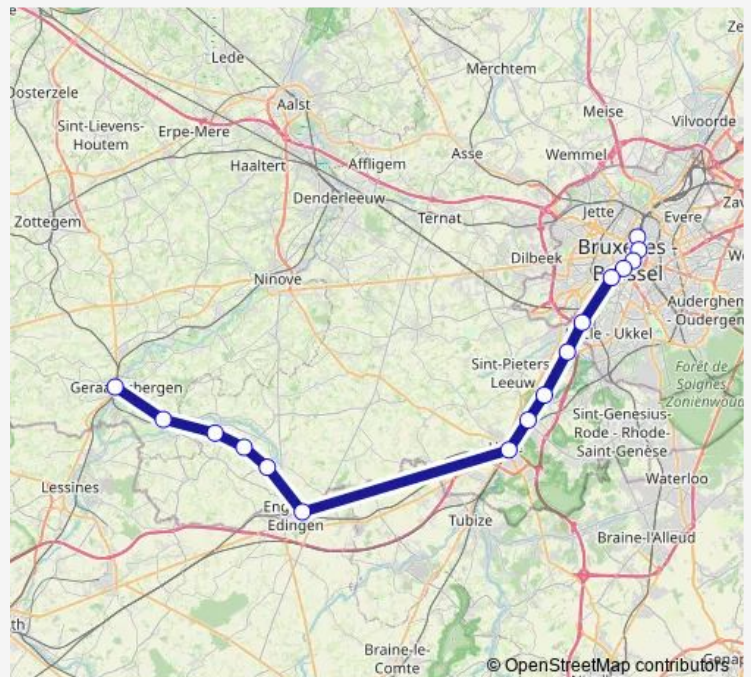 Lede
Merchtem
Aalst
Meise
Vilvoorde
Sint-Lievens-
Houtem
Erpe-Mere
Haaltert
Affligem
Asse
Wemmel
Denderleeuw
Ternat
Jette
Evere
Zottegem
Dilbeek
Ninove
Auderghem
- Oudergem
- Ukkel
Sint-Pieters
Leeuw
Forêt de
Soignes
Sint-Genesius-
Rode - Rhode-
Saint-Genèse
Lessines
Waterloo
Edingen
Tubize
Braine-l'Alleud
Braine-le-
Comte
© OpenStreetMap contributors